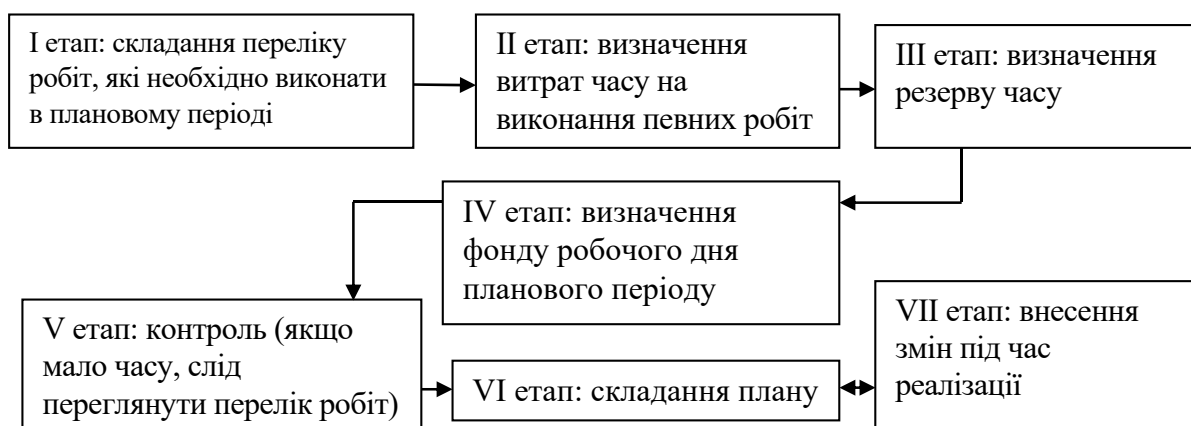 І етап: складання переліку
робіт, які необхідно виконати
в плановому періоді
ІІ етап: визначення
витрат часу на
виконання певних робіт
ІІІ етап: визначення
резерву часу
IV етап: визначення
фонду робочого дня
планового періоду
V етап: контроль (якщо
мало часу, слід
переглянути перелік робіт)
VI етап: складання плану
VII етап: внесення
змін під час
реалізації